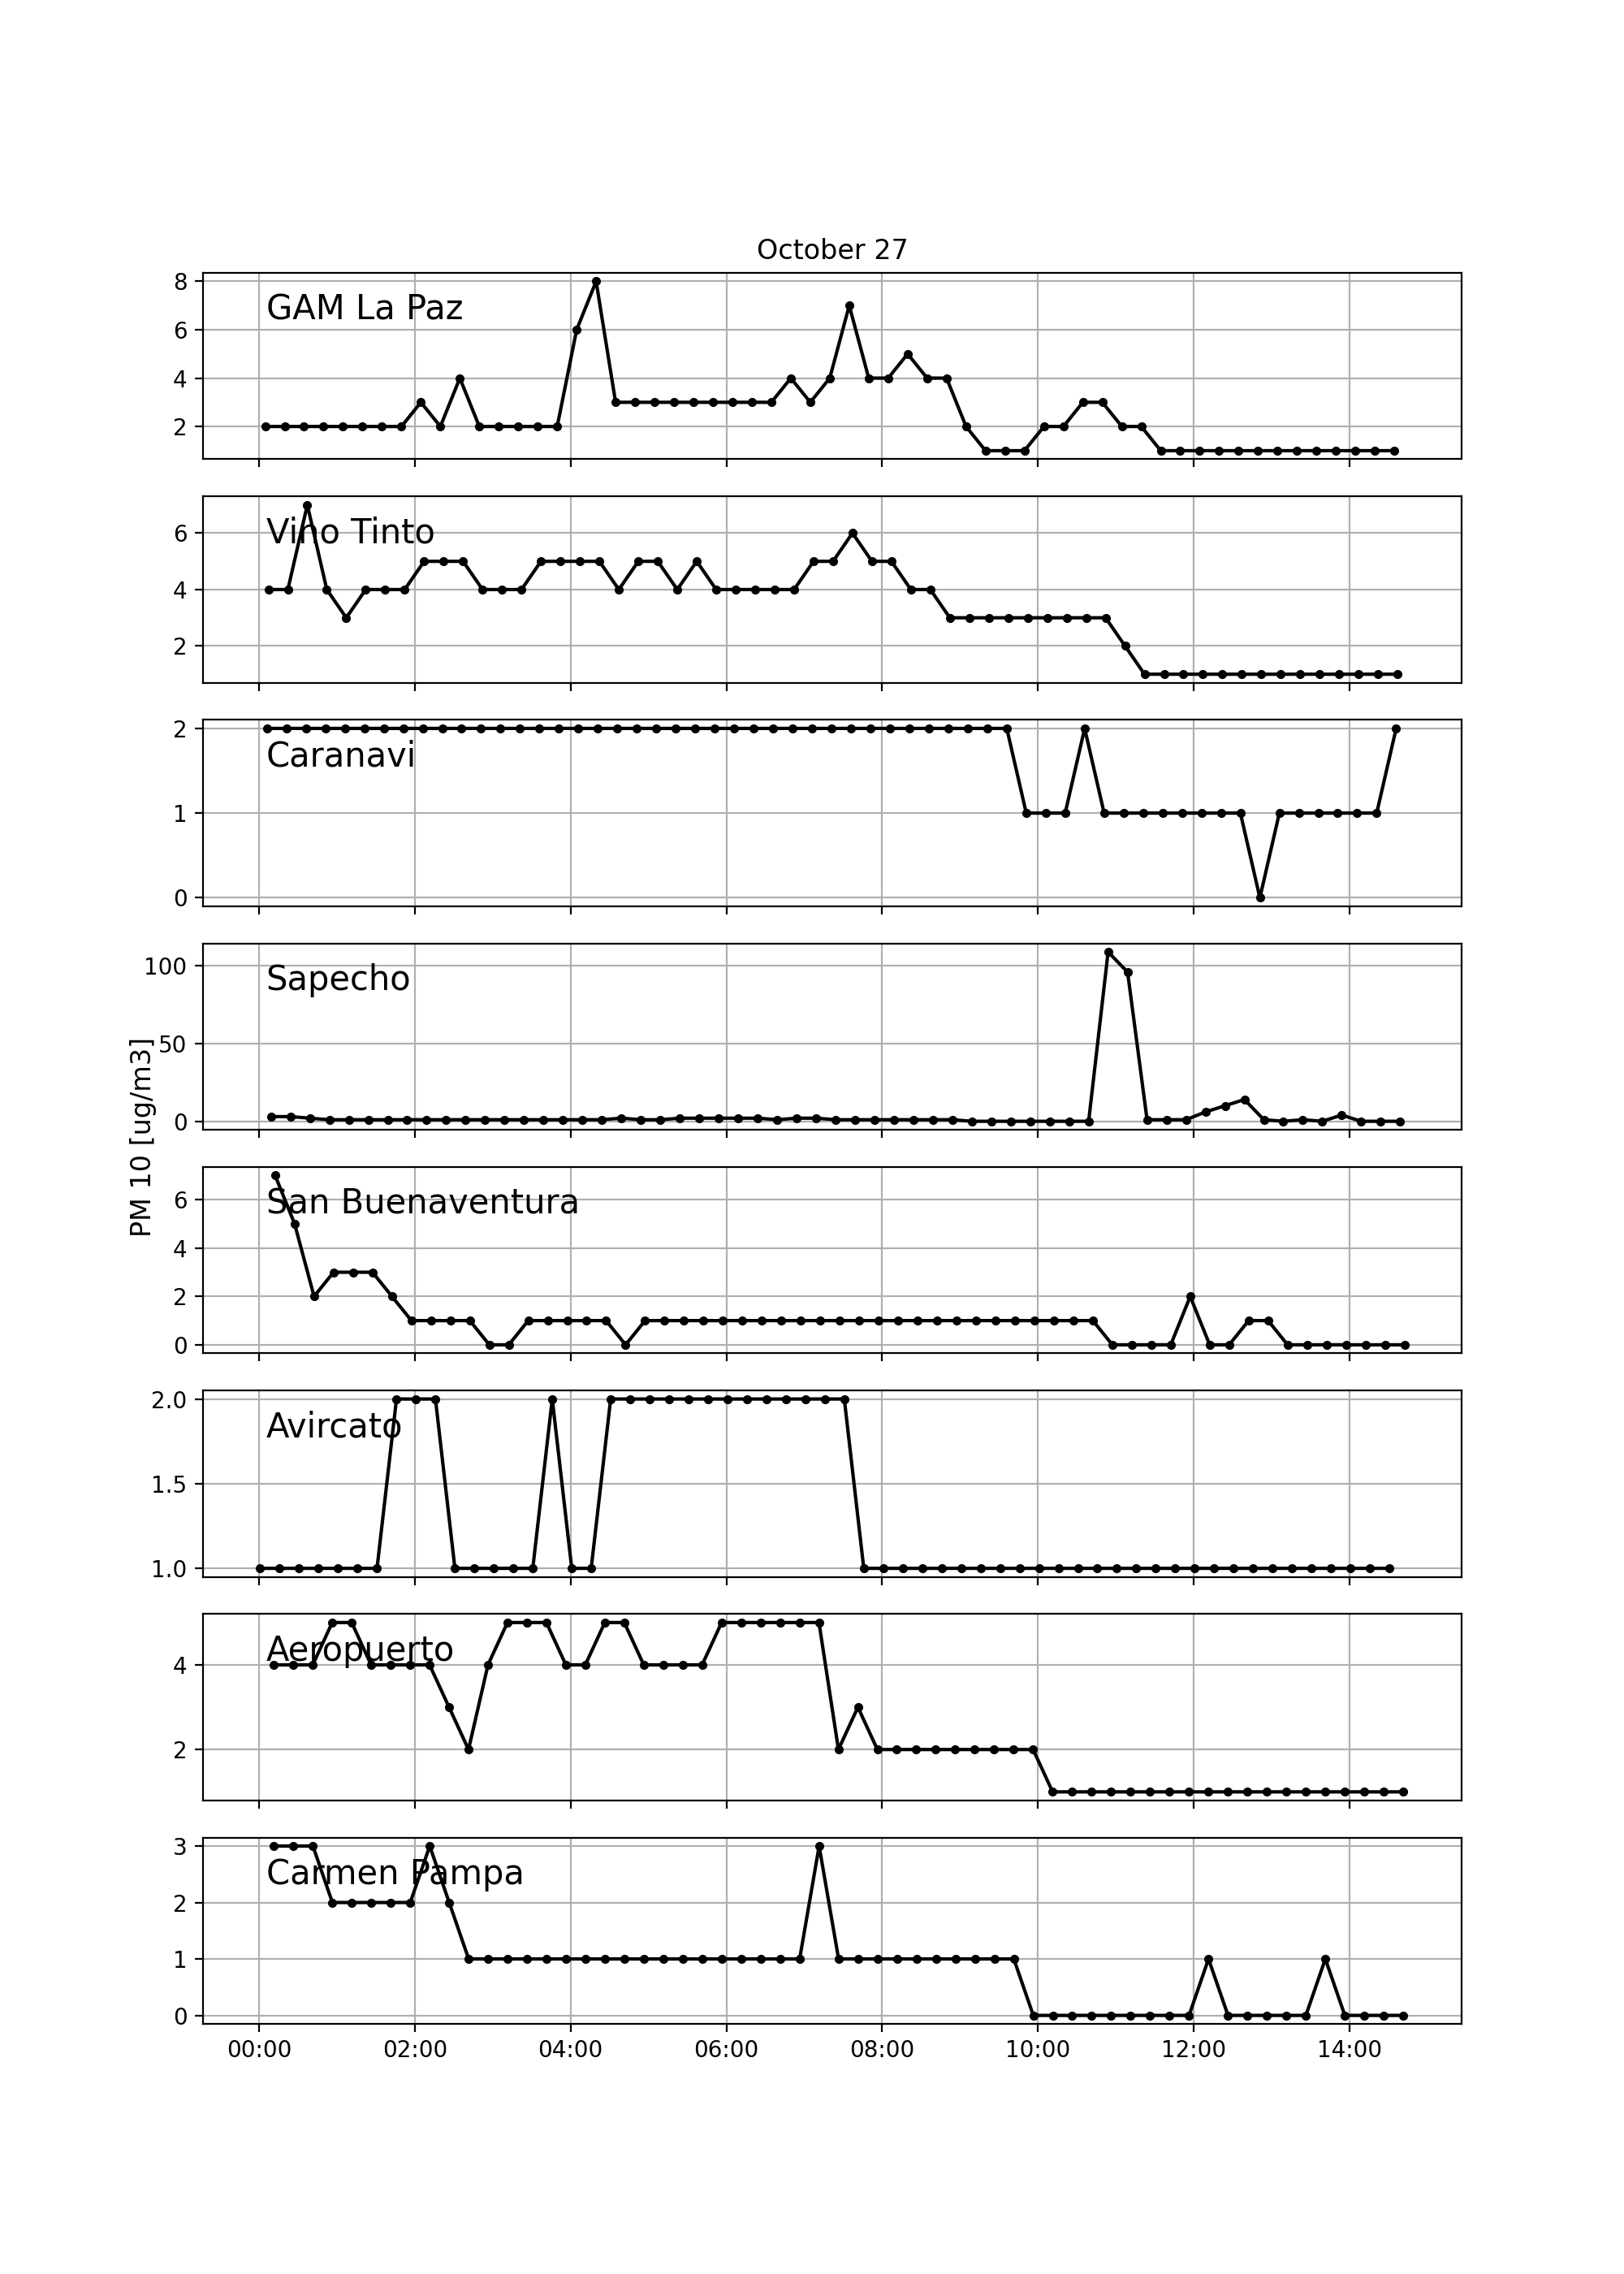 October 27
8
6
4
2
GAM La Paz
6
4
2
Vino Tinto
2
1
0
Caranavi
100
50
0
Sapecho
PM 10 [ug/m3]
6
4
2
0
San Buenaventura
2.0
1.5
1.0
Avircato
4
2
Aeropuerto
3
2
1
0
Carmen Pampa
00:00 02:00 04:00 06:00 08:00 10:00 12:00 14:00